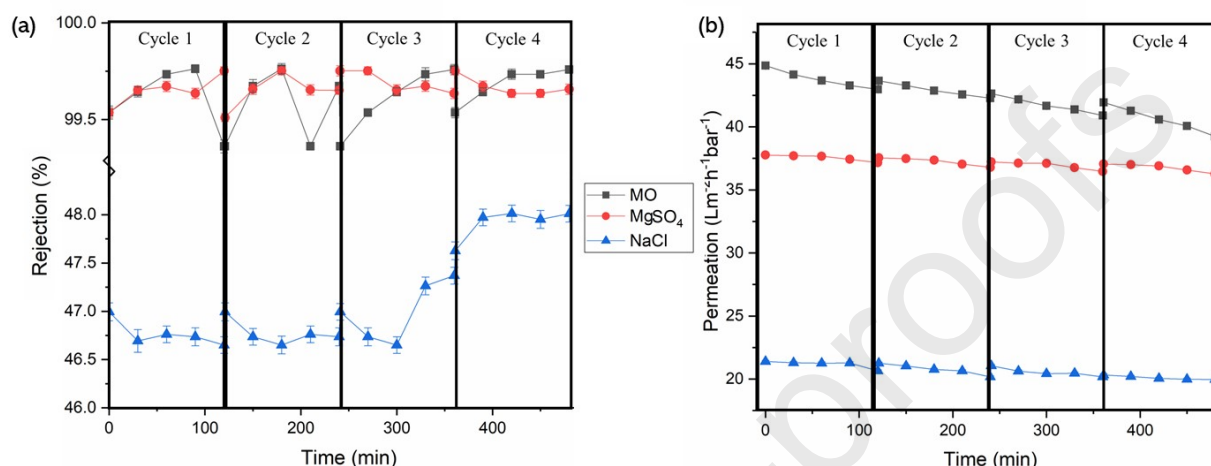 (a)
Cycle 1
Cycle 2
Cycle 3
Cycle 4
100.0
99.5
48.0
47.5
47.0
46.5
46.0
Rejection (%)
0
100
200
300
400
Time (min)
MO
MgSO₄
NaCl
(b)
Cycle 1
Cycle 2
Cycle 3
Cycle 4
45
40
35
30
25
20
Permeation (Lm⁻²h⁻¹bar⁻¹)
0
100
200
300
400
Time (min)
proofs